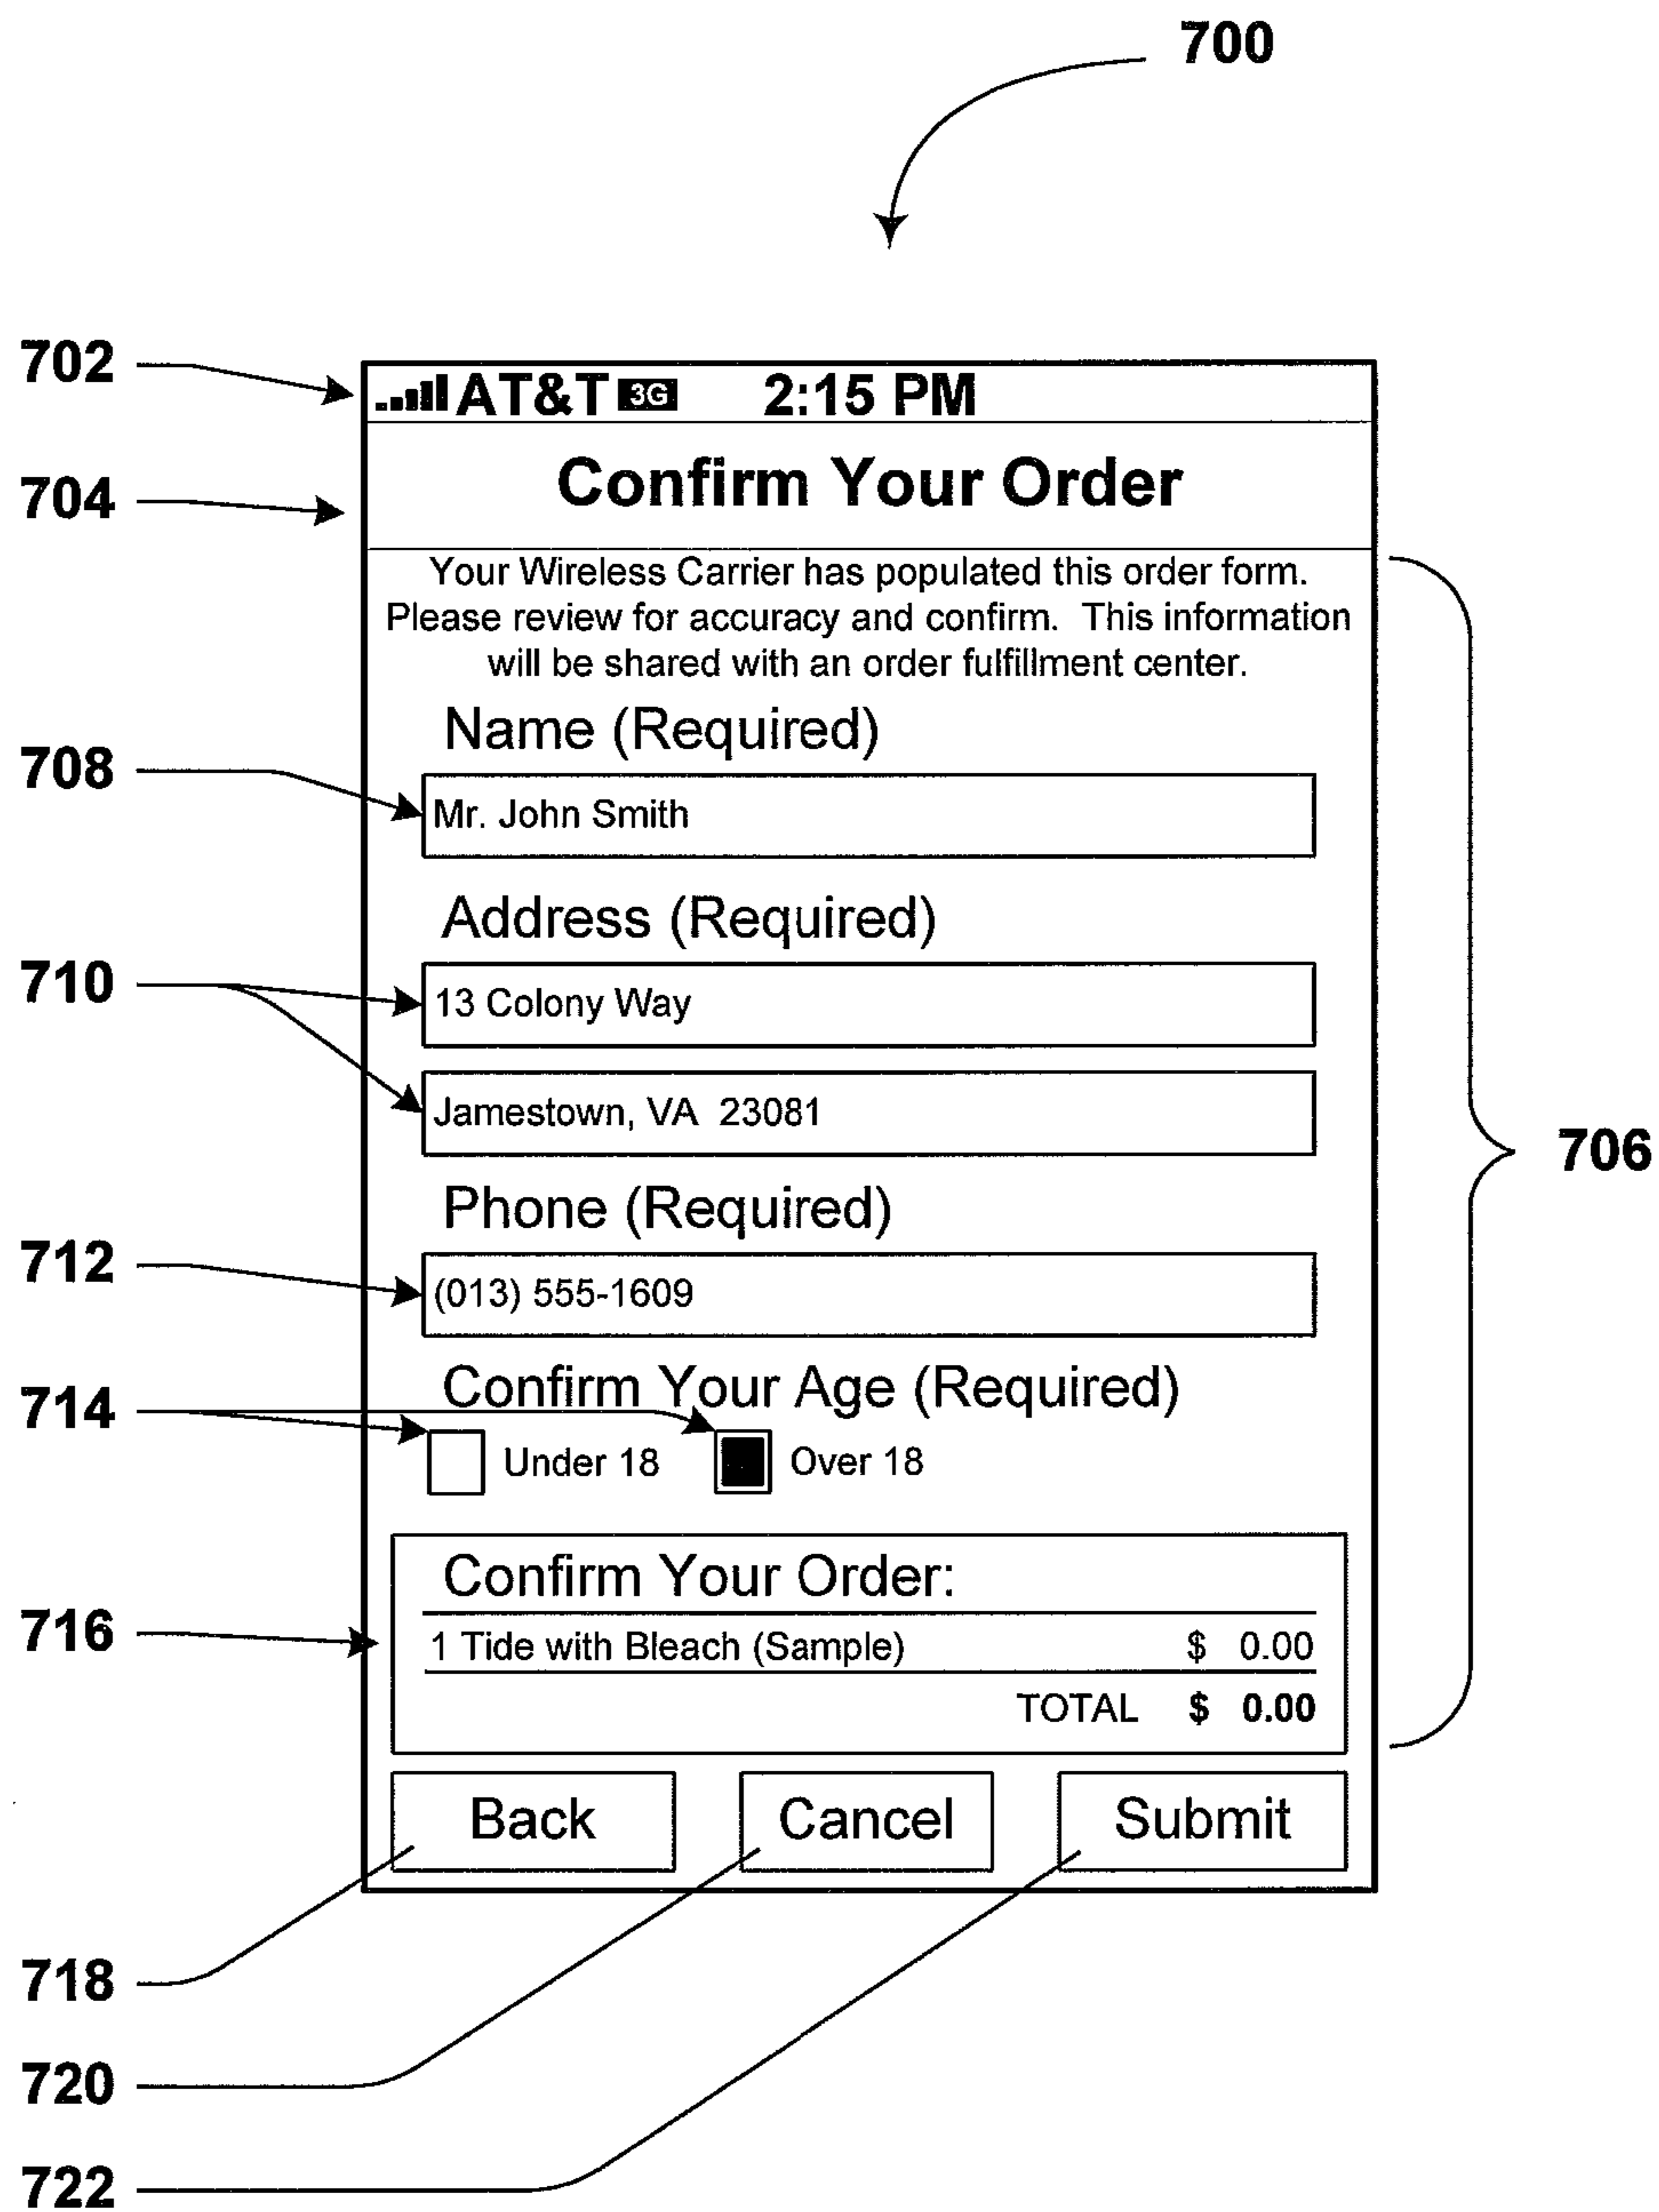 700
702
AT&T 3G 2:15 PM
704
Confirm Your Order
Your Wireless Carrier has populated this order form.
Please review for accuracy and confirm. This information
will be shared with an order fulfillment center.
706
Name (Required)
708
Mr. John Smith
Address (Required)
710
13 Colony Way
Jamestown, VA 23081
Phone (Required)
712
(013) 555-1609
Confirm Your Age (Required)
714
Under 18 Over 18
Confirm Your Order:
716
1 Tide with Bleach (Sample) $ 0.00
TOTAL $ 0.00
Back Cancel Submit
718
720
722